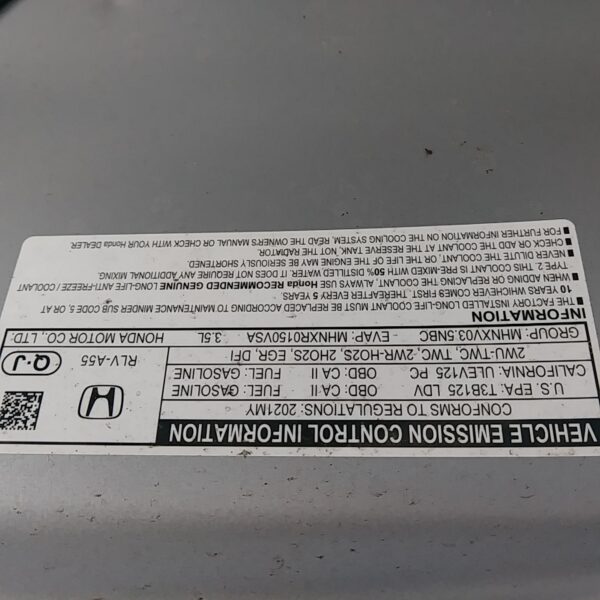 VEHICLE EMISSION CONTROL INFORMATION
CONFORMS TO REGULATIONS: 2021MY
U.S. EPA: T3B125 LDV OBD: CA II FUEL: GASOLINE
CALIFORNIA: ULEV125 PC OBD: CA II FUEL: GASOLINE
2WU-TWC, TWC, 2WR-HO2S, 2HO2S, EGR, DFI
GROUP: MHNXV03.5NBC - EVAP: MHNXR0150VSA 3.5L HONDA MOTOR CO., LTD.
RLV-A55
Q-J
INFORMATION
■ THE FACTORY INSTALLED LONG-LIFE COOLANT MUST BE REPLACED ACCORDING TO MAINTENANCE MINDER SUB CODE 5, OR AT
10 YEARS WHICHEVER COMES FIRST. THEREAFTER, EVERY 5 YEARS.
■ WHEN ADDING OR REPLACING THE COOLANT, ALWAYS USE Honda RECOMMENDED GENUINE LONG-LIFE ANTI-FREEZE / COOLANT
TYPE 2. THIS COOLANT IS PRE-MIXED WITH 50% DISTILLED WATER. IT DOES NOT REQUIRE ANY ADDITIONAL MIXING.
■ NEVER DILUTE THE COOLANT, OR THE LIFE OF THE ENGINE MAY BE SERIOUSLY SHORTENED.
■ CHECK OR ADD THE COOLANT AT THE RESERVE TANK, NOT THE RADIATOR.
■ FOR FURTHER INFORMATION ON THE COOLING SYSTEM, READ THE OWNER'S MANUAL OR CHECK WITH YOUR Honda DEALER.